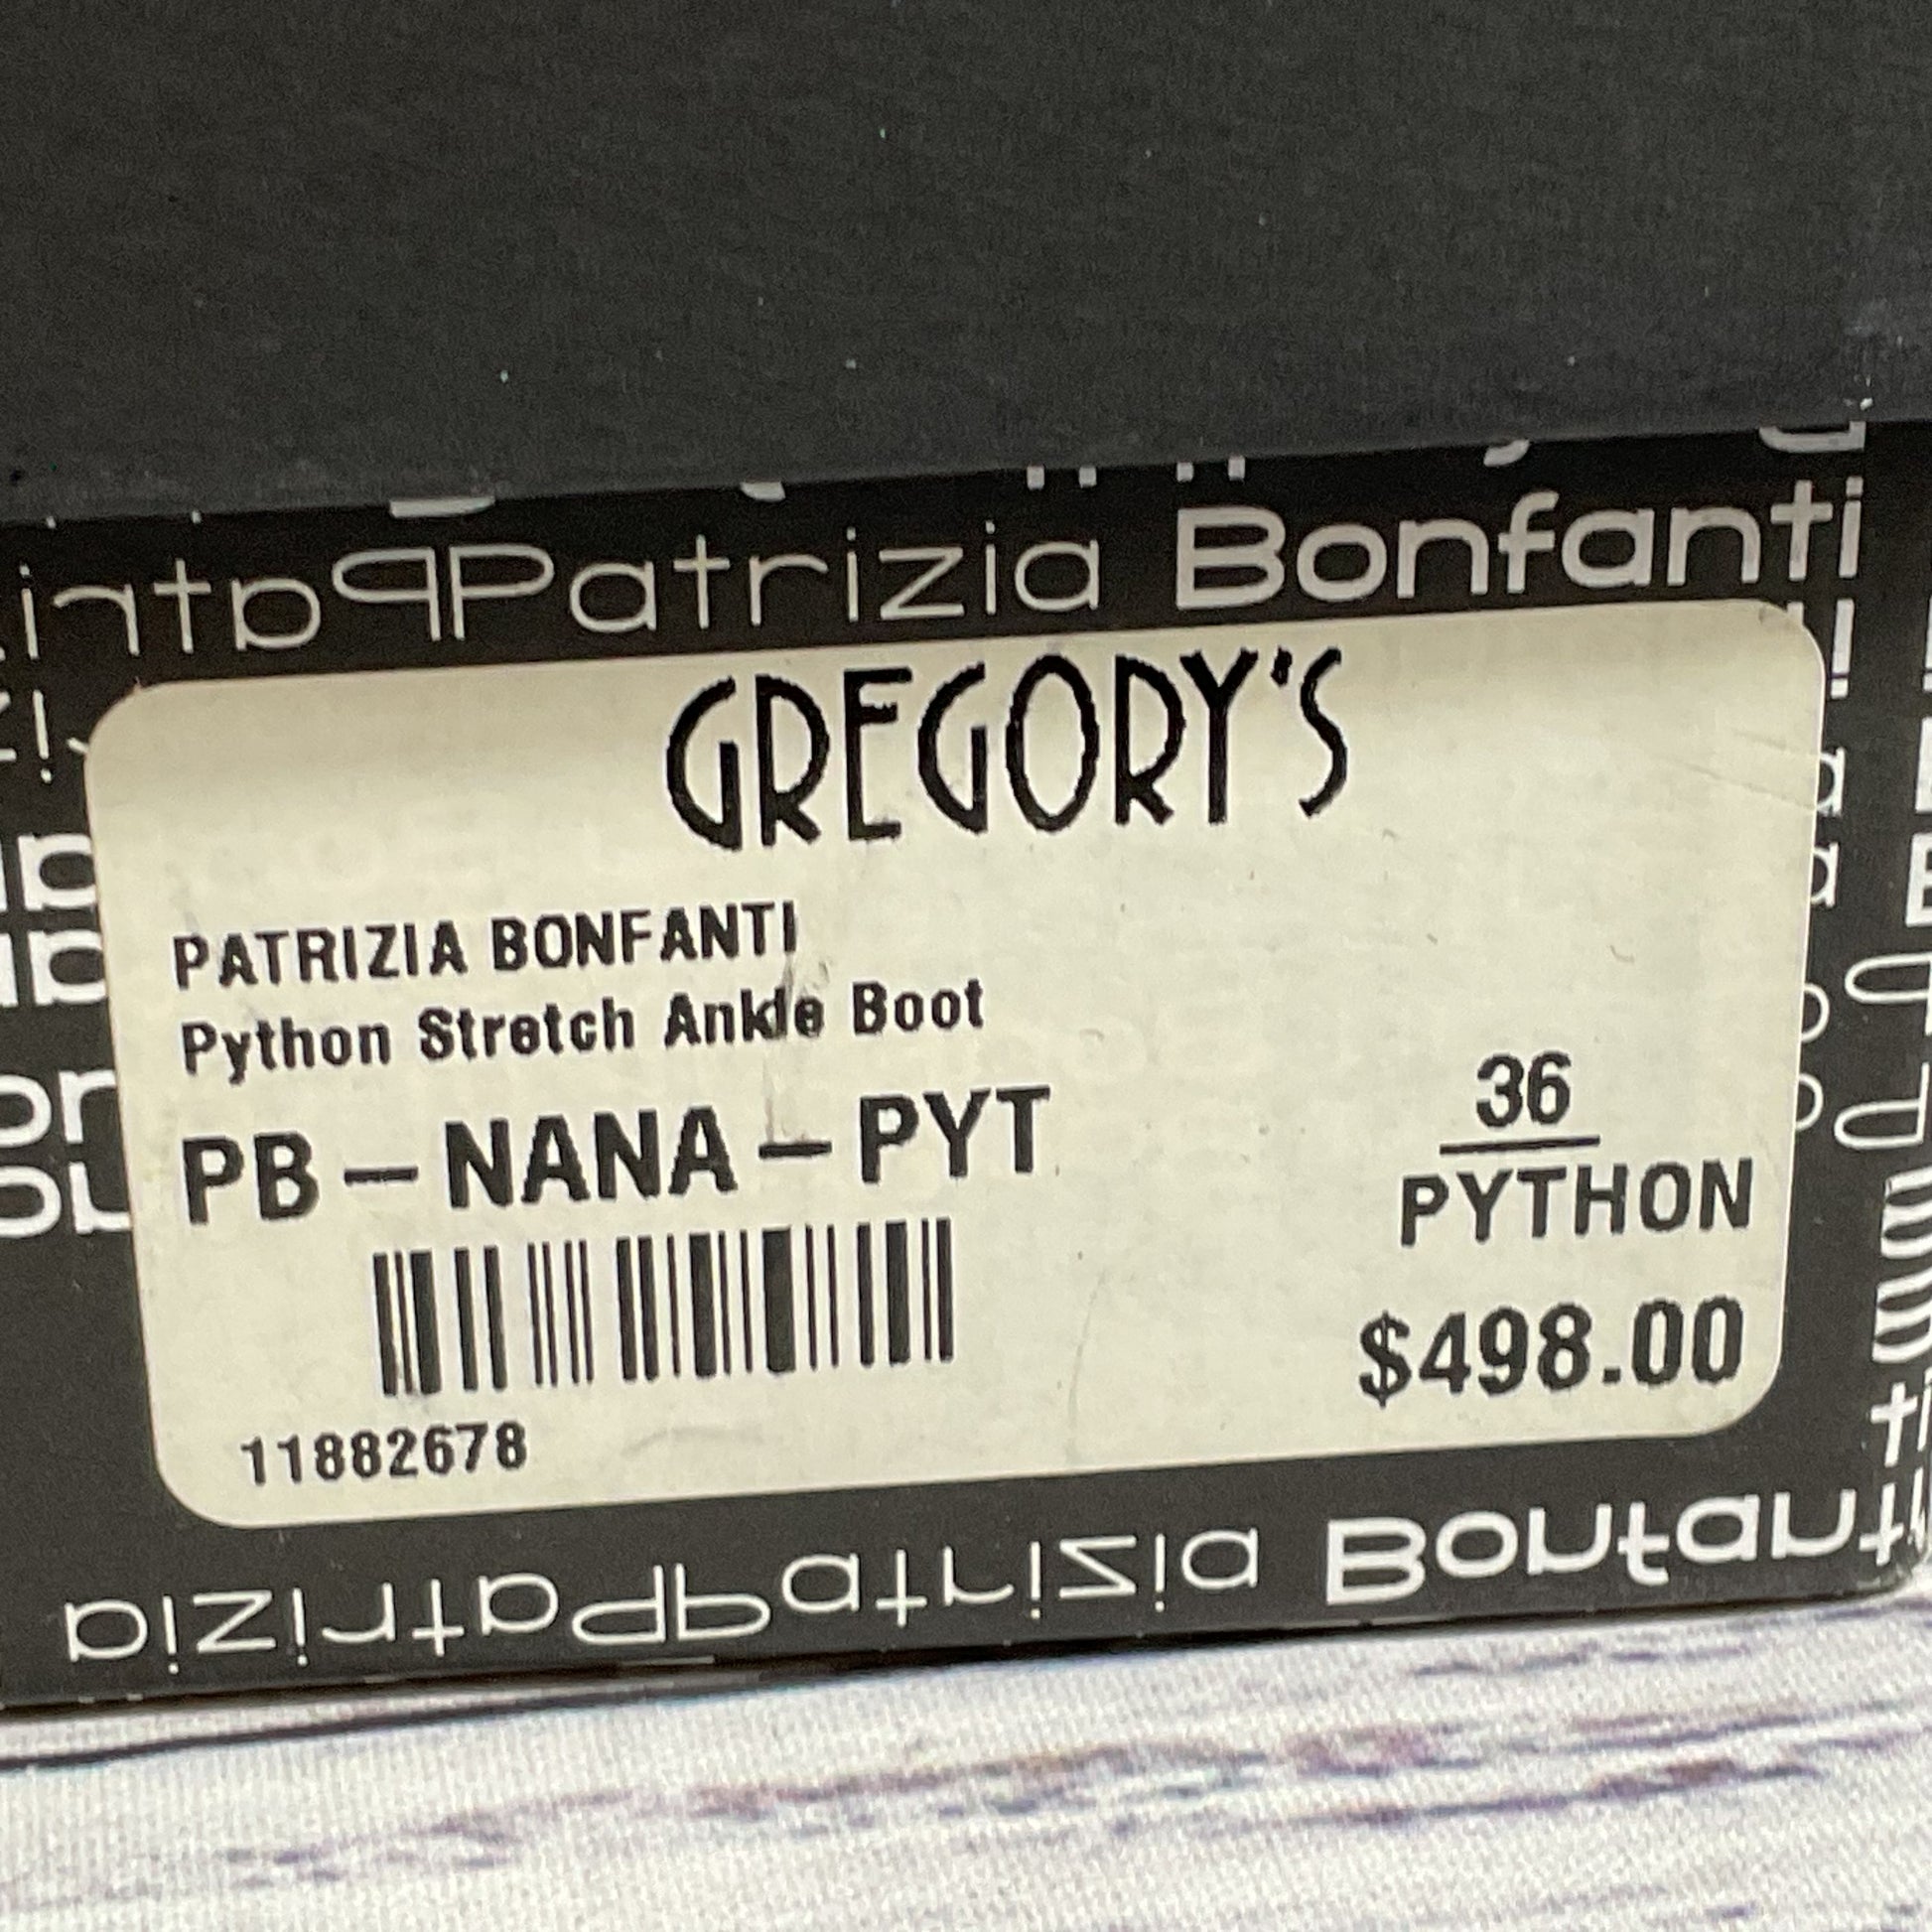 Patrizia Bonfanti
GREGORY'S
PATRIZIA BONFANTI
Python Stretch Ankle Boot
PB-NANA-PYT
36
PYTHON
$498.00
11882678
Patrizia
Bonfanti